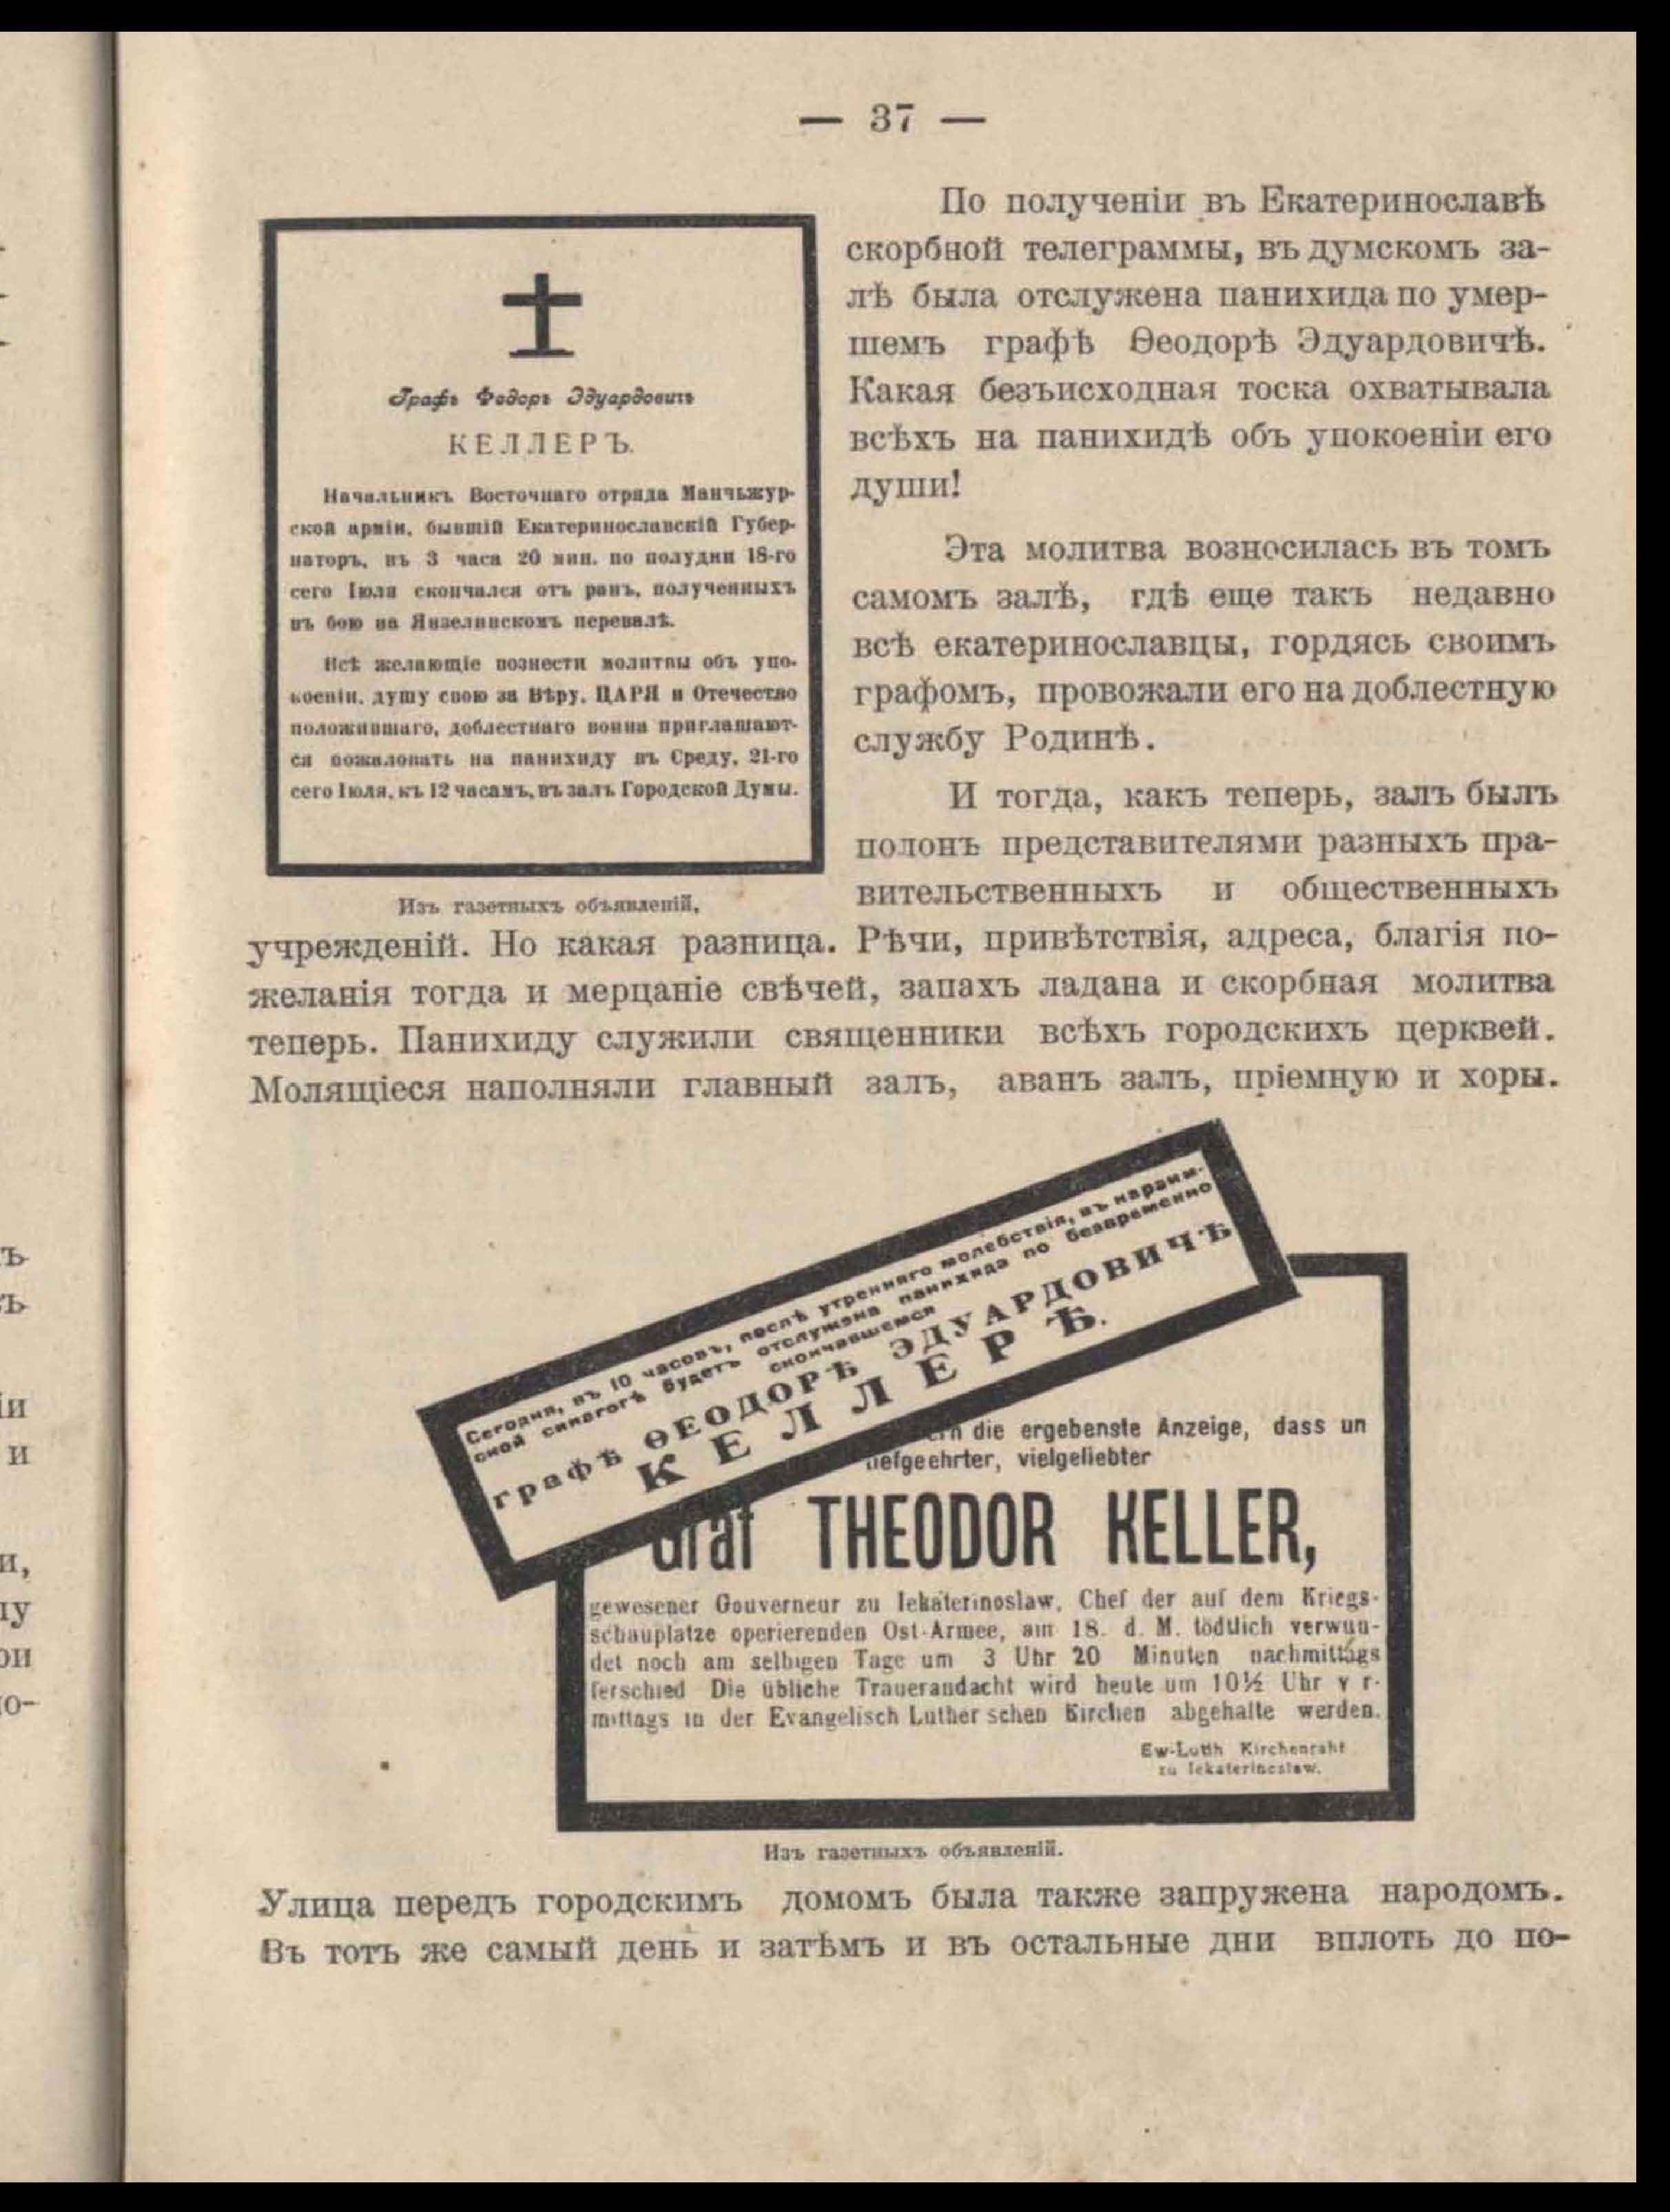 — 37 —
Графъ Ѳедоръ Эдуардовичъ
КЕЛЛЕРЪ.
Начальникъ Восточнаго отряда Манчьжур-
ской арміи, бывшій Екатеринославскій Губер-
наторъ, въ 3 часа 20 мин. по полудни 18-го
сего Іюля скончался отъ ранъ, полученныхъ
въ бою на Янзелинскомъ перевалѣ.
Всѣ желающіе вознести молитвы объ упо-
коеніи, душу свою за Вѣру, ЦАРЯ и Отечество
положившаго, доблестнаго воина приглашают-
ся пожаловать на панихиду въ Среду, 21-го
сего Іюля, къ 12 часамъ, въ залъ Городской Думы.
Изъ газетныхъ объявленій.
По полученіи въ Екатеринославѣ
скорбной телеграммы, въ думскомъ за-
лѣ была отслужена панихида по умер-
шемъ графѣ Ѳеодорѣ Эдуардовичѣ.
Какая безъисходная тоска охватывала
всѣхъ на панихидѣ объ упокоеніи его
души!
Эта молитва возносилась въ томъ
самомъ залѣ, гдѣ еще такъ недавно
всѣ екатеринославцы, гордясь своимъ
графомъ, провожали его на доблестную
службу Родинѣ.
И тогда, какъ теперь, залъ былъ
полонъ представителями разныхъ пра-
вительственныхъ и общественныхъ
учрежденій. Но какая разница. Рѣчи, привѣтствія, адреса, благія по-
желанія тогда и мерцаніе свѣчей, запахъ ладана и скорбная молитва
теперь. Панихиду служили священники всѣхъ городскихъ церквей.
Молящіеся наполняли главный залъ, аванъ залъ, пріемную и хоры.
Сегодня, въ 10 часовъ, послѣ утренняго молебствія, въ караим-
ской синагогѣ будетъ отслужена панихида по безвременно
скончавшемся
графѣ ѲЕОДОРѢ ЭДУАРДОВИЧѢ
КЕЛЛЕРѢ.
die ergebenste Anzeige, dass un
iefgeehrter, vielgeliebter
Graf THEODOR KELLER,
gewesener Gouverneur zu Iekaterinoslaw, Chef der auf dem Kriegs-
schauplatze operierenden Ost-Armee, am 18. d. M. tödtlich verwun-
det noch am selbigen Tage um 3 Uhr 20 Minuten nachmittags
ferschied Die übliche Trauerandacht wird heute um 10½ Uhr v r-
mittags in der Evangelisch Luther schen Kirchen abgehalte werden.
Ew-Luth Kirchenraht
zu Iekaterinoslaw.
Изъ газетныхъ объявленій.
Улица передъ городскимъ домомъ была также запружена народомъ.
Въ тотъ же самый день и затѣмъ и въ остальные дни вплоть до по-